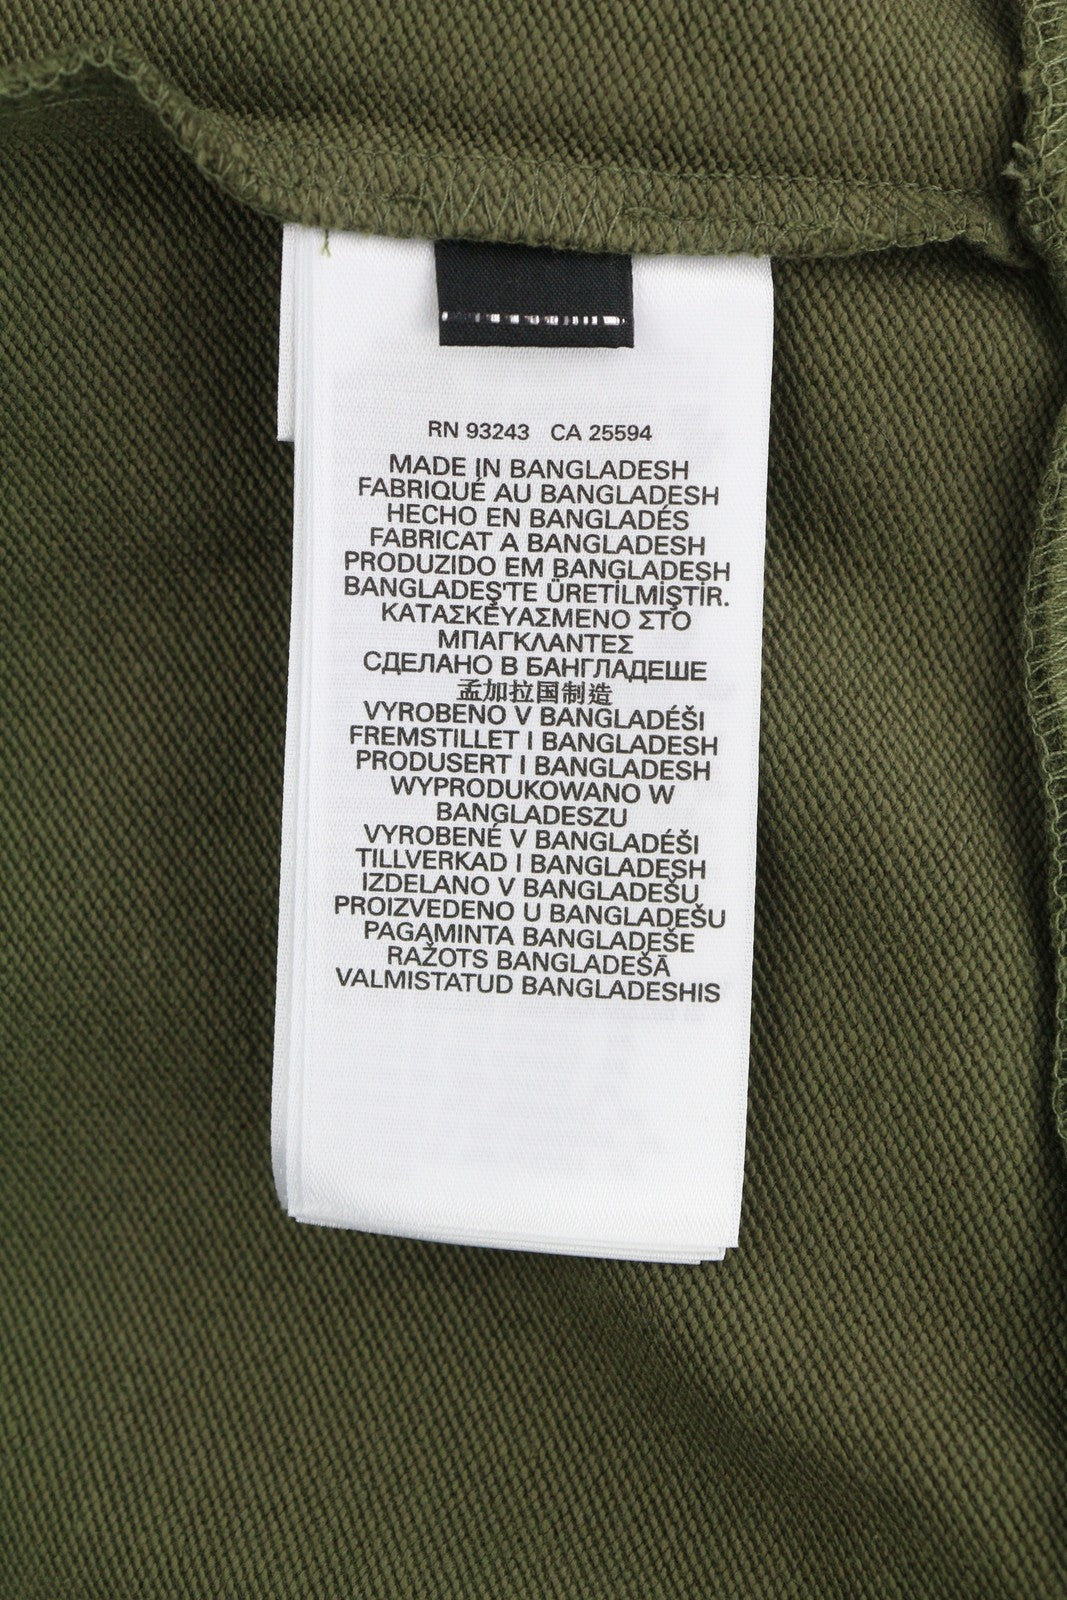 RN 93243 CA 25594
MADE IN BANGLADESH
FABRIQUÉ AU BANGLADESH
HECHO EN BANGLADÉS
FABRICAT A BANGLADESH
PRODUZIDO EM BANGLADESH
BANGLADEŞ'TE ÜRETİLMİŞTİR.
ΚΑΤΑΣΚΕΥΑΣΜΕΝΟ ΣΤΟ
ΜΠΑΓΚΛΑΝΤΕΣ
СДЕЛАНО В БАНГЛАДЕШЕ
孟加拉国制造
VYROBENO V BANGLADÉŠI
FREMSTILLET I BANGLADESH
PRODUSERT I BANGLADESH
WYPRODUKOWANO W
BANGLADESZU
VYROBENÉ V BANGLADÉŠI
TILLVERKAD I BANGLADESH
IZDELANO V BANGLADEŠU
PROIZVEDENO U BANGLADEŠU
PAGAMINTA BANGLADEŠE
RAŽOTS BANGLADEŠĀ
VALMISTATUD BANGLADESHIS